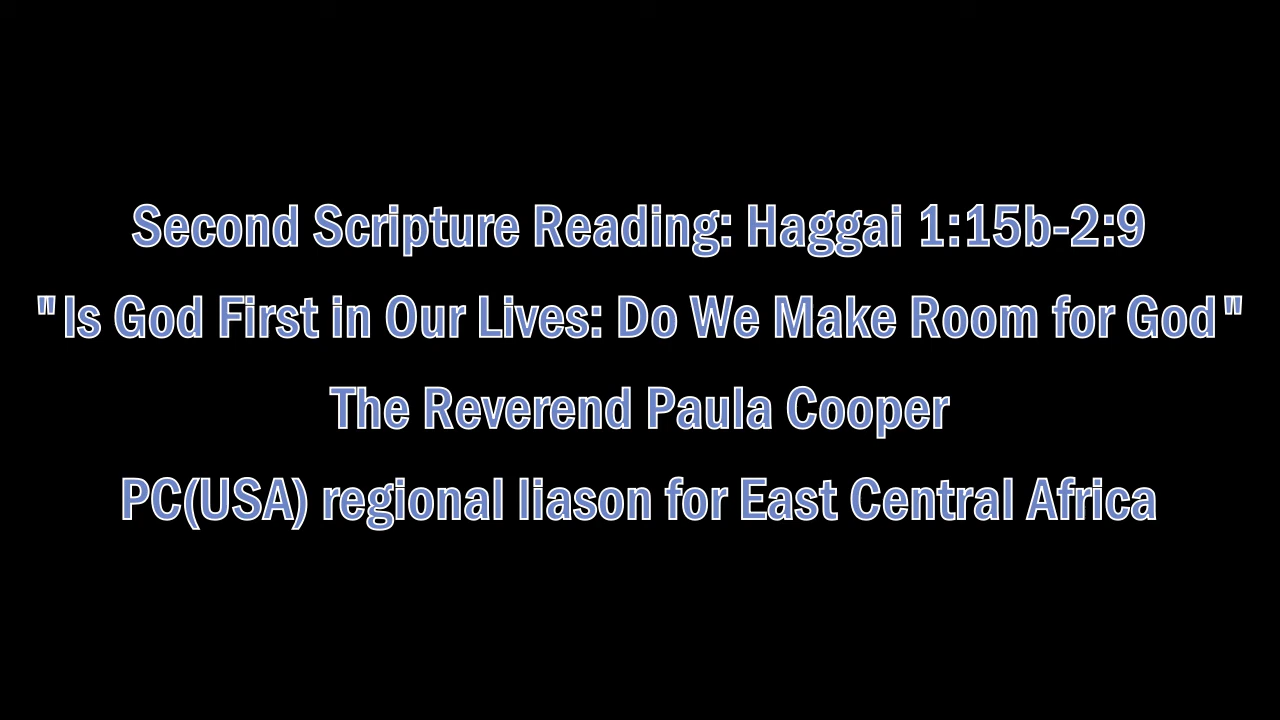 Second Scripture Reading: Haggai 1:15b-2:9
"Is God First in Our Lives: Do We Make Room for God"
The Reverend Paula Cooper
PC(USA) regional liason for East Central Africa